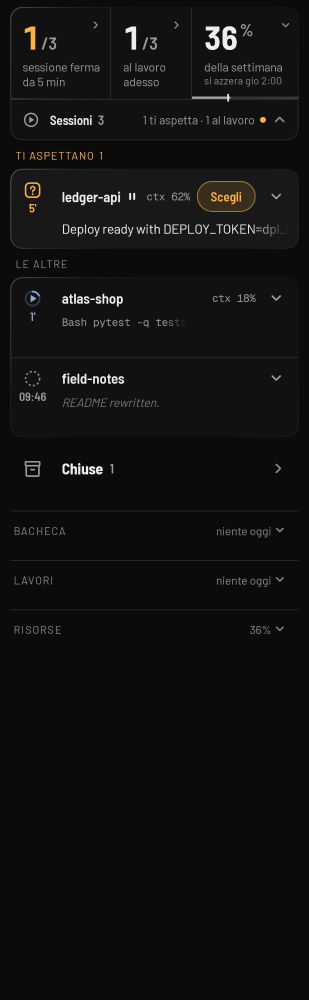 1/3
sessione ferma
da 5 min
1/3
al lavoro
adesso
36%
della settimana
si azzera gio 2:00
Sessioni 3
1 ti aspetta · 1 al lavoro
TI ASPETTANO 1
5'
ledger-api
ctx 62%
Scegli
Deploy ready with DEPLOY_TOKEN=dpl_
LE ALTRE
1'
atlas-shop
ctx 18%
Bash pytest -q tests
09:46
field-notes
README rewritten.
Chiuse 1
BACHECA
niente oggi
LAVORI
niente oggi
RISORSE
36%